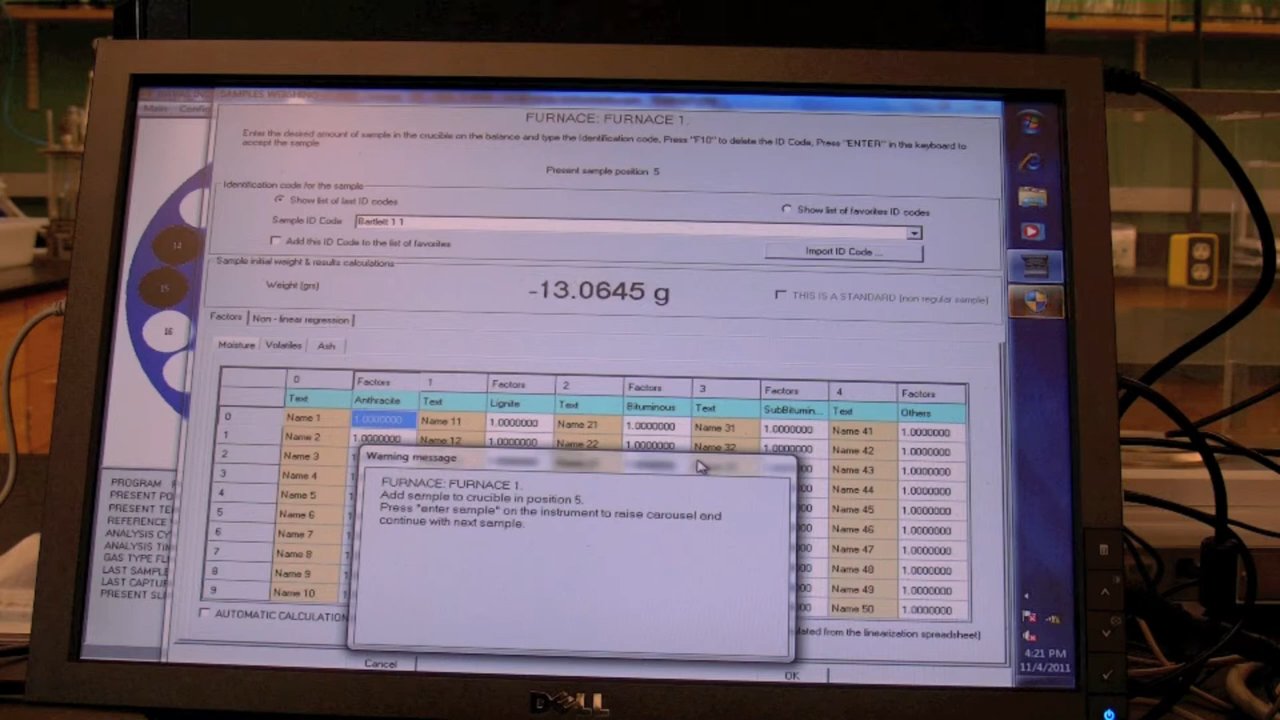 SAMPLES WEIGHING
Main
FURNACE: FURNACE 1.
Enter the desired amount of sample in the crucible on the balance and type the Identification code, Press "F10" to delete the ID Code, Press "ENTER" in the keyboard to
accept the sample
Present sample position 5
Identification code for the sample
Show list of last ID codes
Show list of favorites ID codes
Sample ID Code
Bartlett 1 1
Add this ID Code to the list of favorites
Import ID Code ...
Sample initial weight & results calculations
Weight (grs)
-13.0645 g
THIS IS A STANDARD (non regular sample)
Factors Non - linear regression
Moisture Volatiles Ash
14
15
16
0 Factors 1 Factors 2 Factors 3 Factors 4 Factors
Text Anthracite Text Lignite Text Bituminous Text SubBitumin... Text Others
0 Name 1 1.0000000 Name 11 1.0000000 Name 21 1.0000000 Name 31 1.0000000 Name 41 1.0000000
1 Name 2 1.0000000 Name 12 1.0000000 Name 22 1.0000000 Name 32 1.0000000 Name 42 1.0000000
2 Name 3 Name 43 1.0000000
3 Name 4 Name 44 1.0000000
4 Name 5 Name 45 1.0000000
5 Name 6 Name 46 1.0000000
6 Name 7 Name 47 1.0000000
7 Name 8 Name 48 1.0000000
8 Name 9 Name 49 1.0000000
9 Name 10 Name 50 1.0000000
Warning message
FURNACE: FURNACE 1.
Add sample to crucible in position 5.
Press "enter sample" on the instrument to raise carousel and
continue with next sample.
PROGRAM
PRESENT PO
PRESENT TE
REFERENCE
ANALYSIS CY
ANALYSIS TIM
GAS TYPE FL
LAST SAMPLE
LAST CAPTUR
PRESENT SL
AUTOMATIC CALCULATION
lated from the linearization spreadsheet)
Cancel
OK
4:21 PM
11/4/2011
DELL